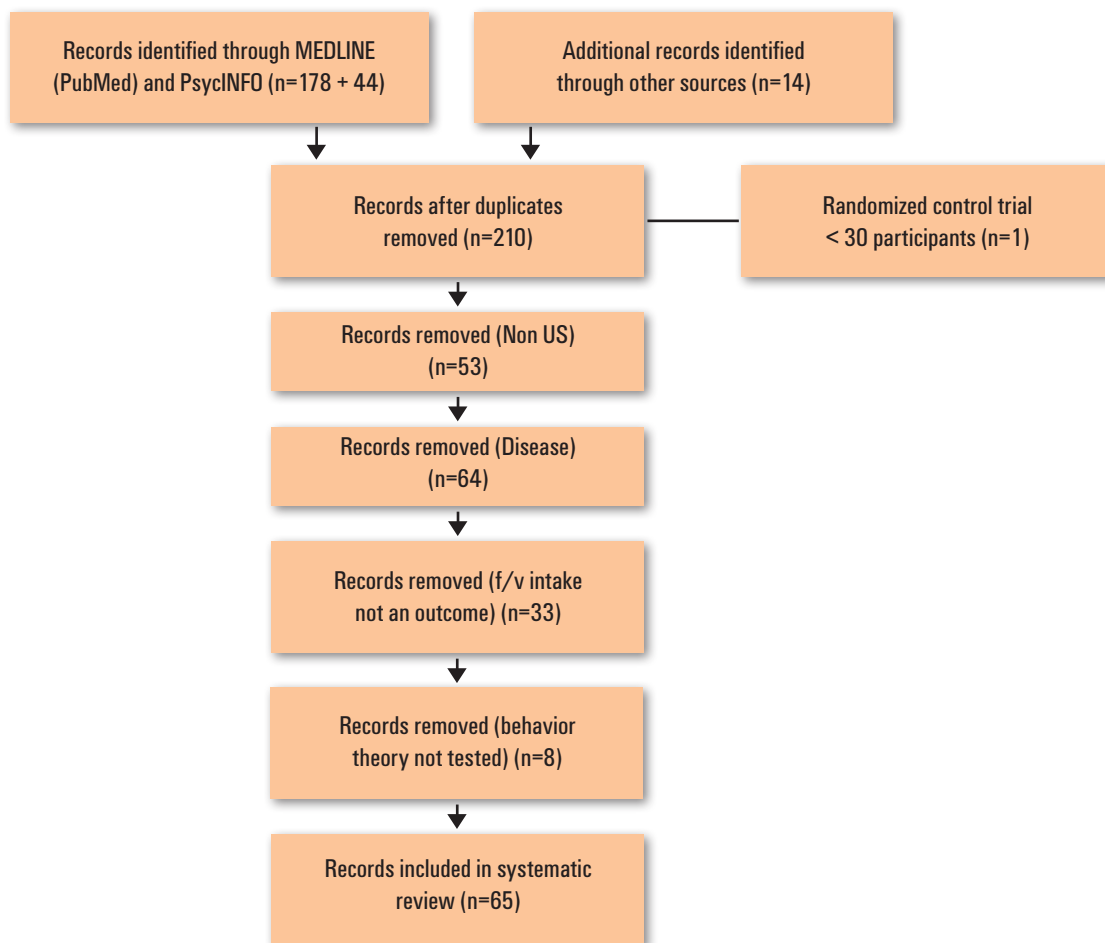 Records identified through MEDLINE
(PubMed) and PsycINFO (n=178 + 44)
Additional records identified
through other sources (n=14)
Records after duplicates
removed (n=210)
Randomized control trial
< 30 participants (n=1)
Records removed (Non US)
(n=53)
Records removed (Disease)
(n=64)
Records removed (f/v intake
not an outcome) (n=33)
Records removed (behavior
theory not tested) (n=8)
Records included in systematic
review (n=65)